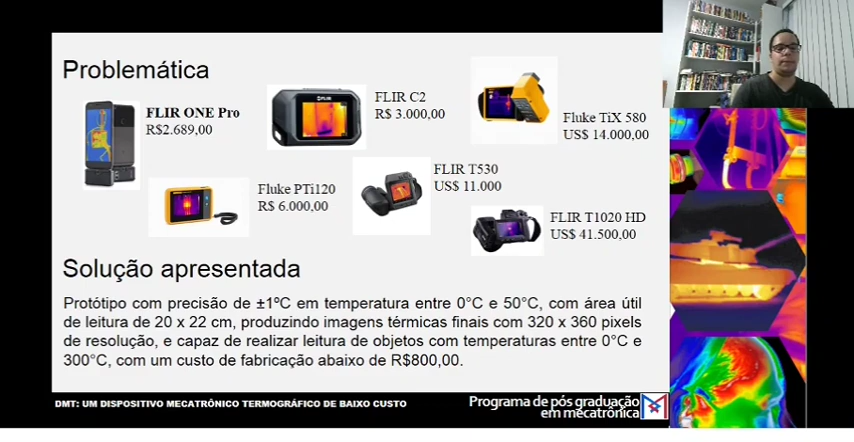 Problemática
FLIR ONE Pro
R$2.689,00
FLIR C2
R$ 3.000,00
Fluke TiX 580
US$ 14.000,00
Fluke PTi120
R$ 6.000,00
FLIR T530
US$ 11.000
FLIR T1020 HD
US$ 41.500,00
Solução apresentada
Protótipo com precisão de ±1ºC em temperatura entre 0°C e 50°C, com área útil
de leitura de 20 x 22 cm, produzindo imagens térmicas finais com 320 x 360 pixels
de resolução, e capaz de realizar leitura de objetos com temperaturas entre 0°C e
300°C, com um custo de fabricação abaixo de R$800,00.
DMT: UM DISPOSITIVO MECATRÔNICO TERMOGRÁFICO DE BAIXO CUSTO
Programa de pós graduação
em mecatrônica